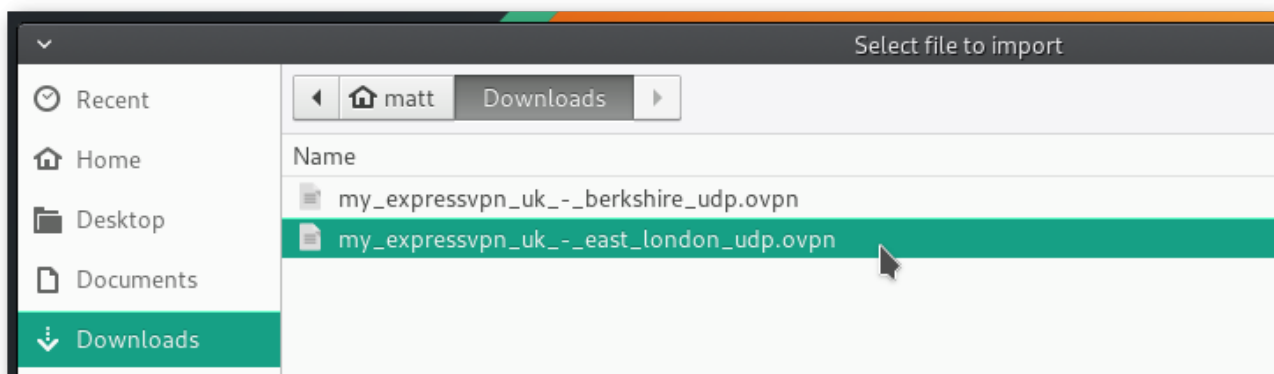 Select file to import
Recent
Home
Desktop
Documents
Downloads
matt Downloads
Name
my_expressvpn_uk_-_berkshire_udp.ovpn
my_expressvpn_uk_-_east_london_udp.ovpn